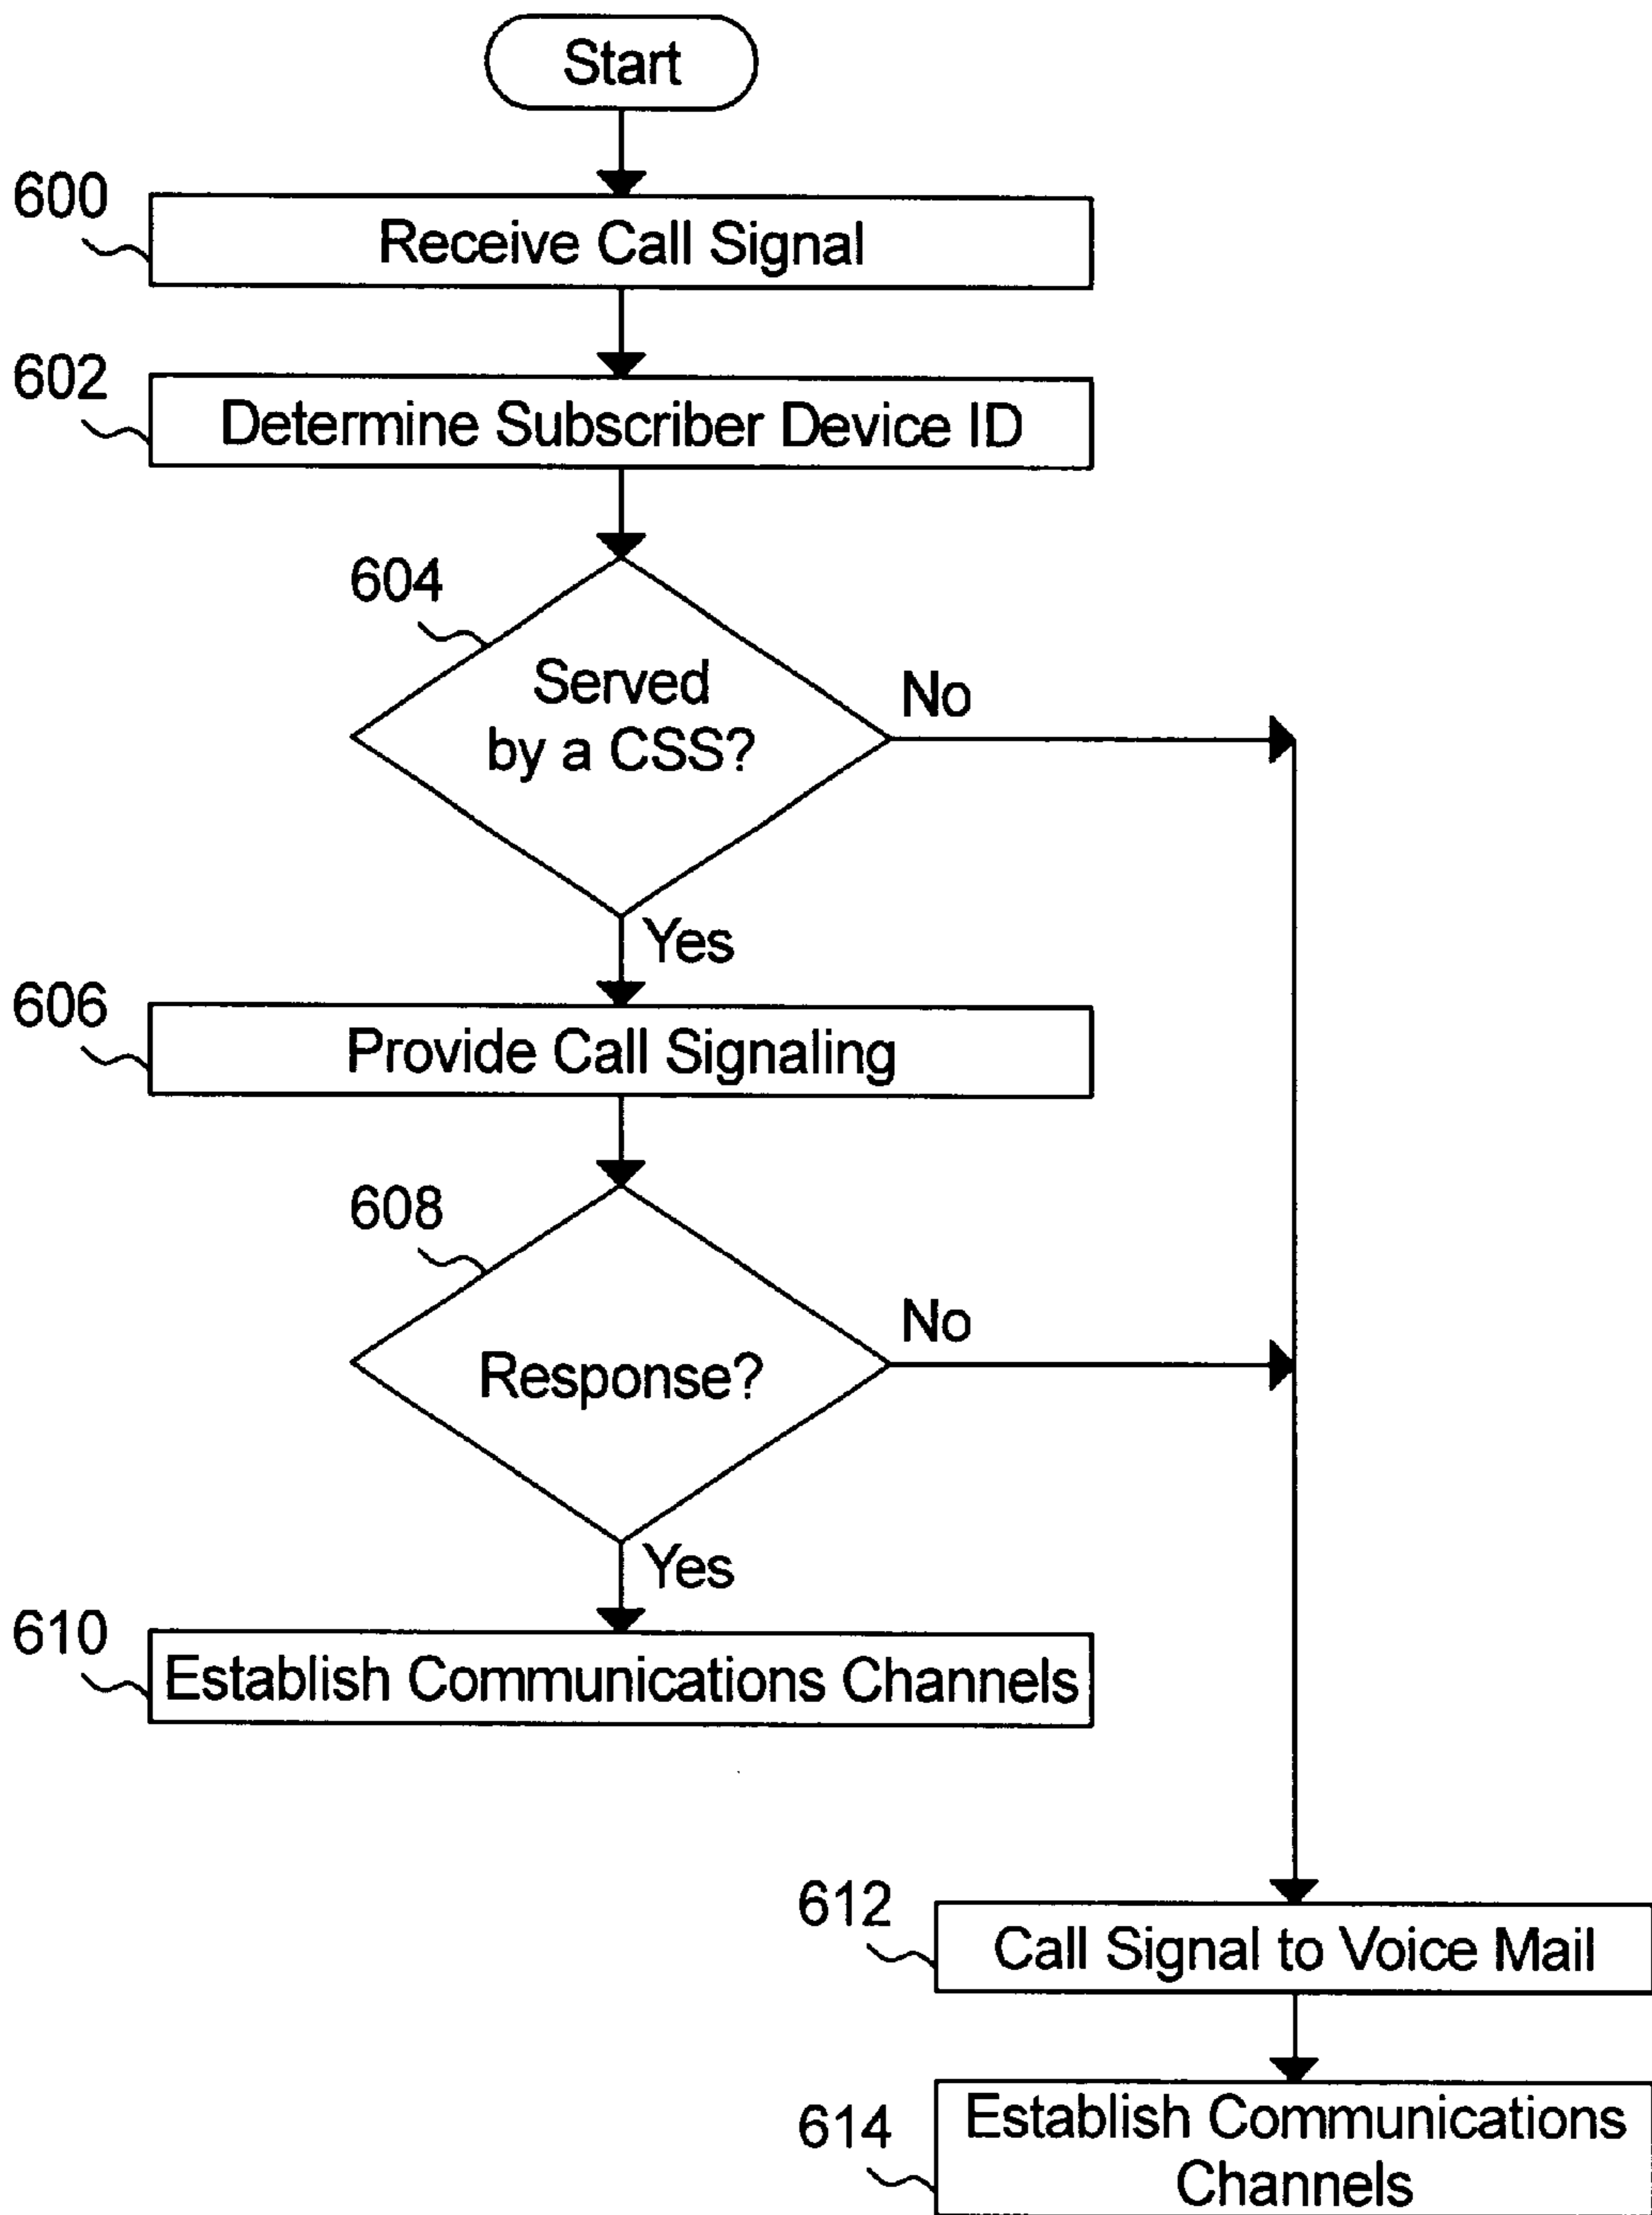 Start
600
Receive Call Signal
602
Determine Subscriber Device ID
604
Served
by a CSS?
No
Yes
606
Provide Call Signaling
608
Response?
No
Yes
610
Establish Communications Channels
612
Call Signal to Voice Mail
614
Establish Communications
Channels